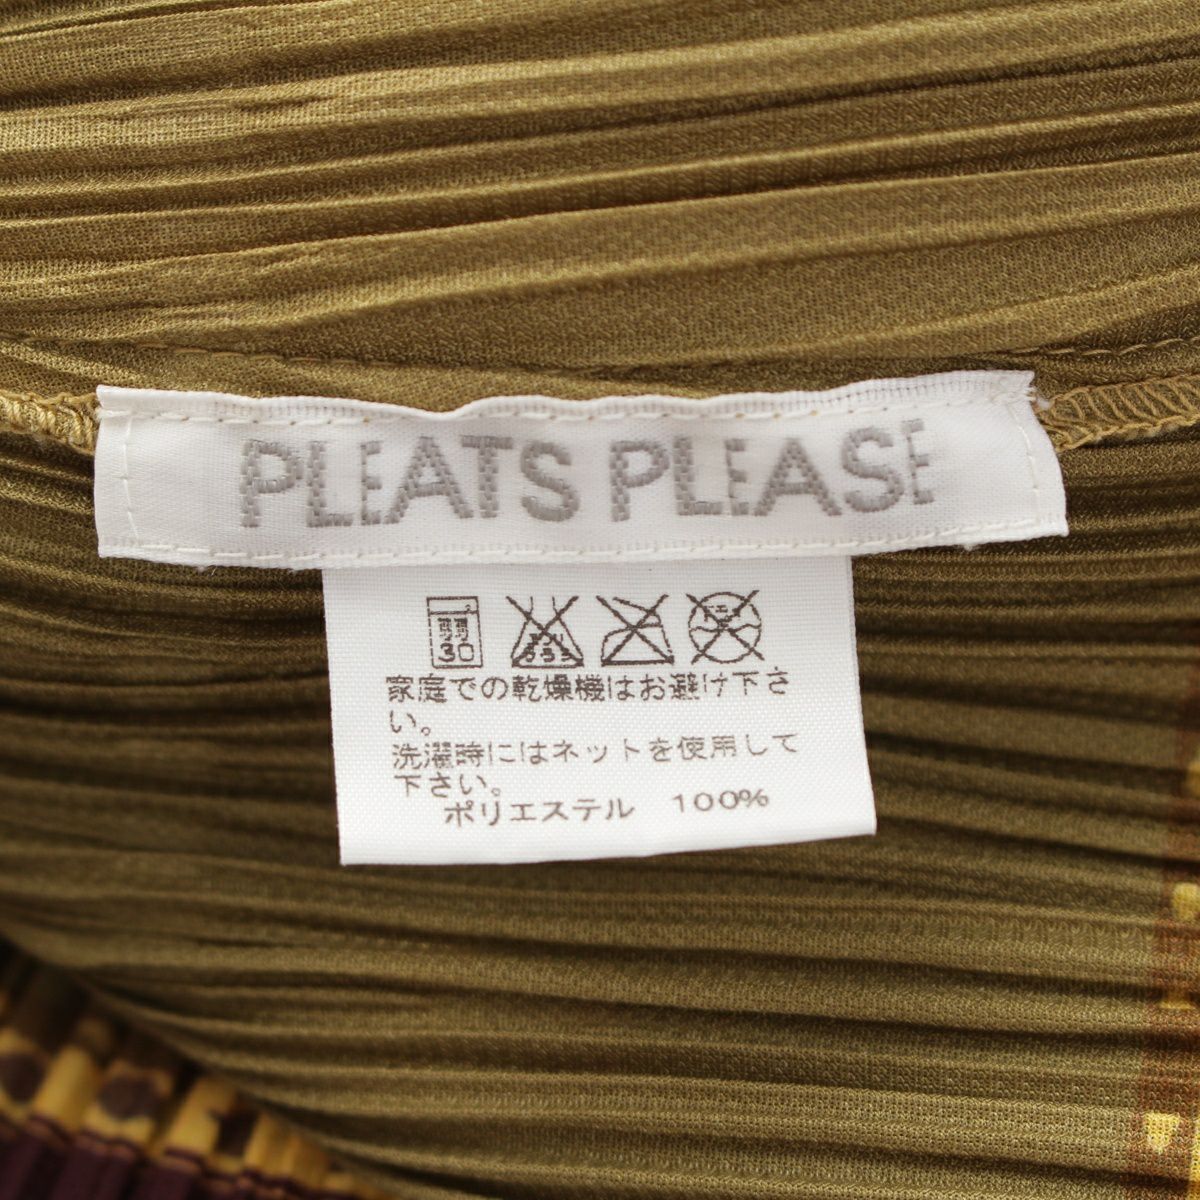 PLEATS PLEASE
弱 30
家庭での乾燥機はお避け下さ
い。
洗濯時にはネットを使用して
下さい。
ポリエステル 100%